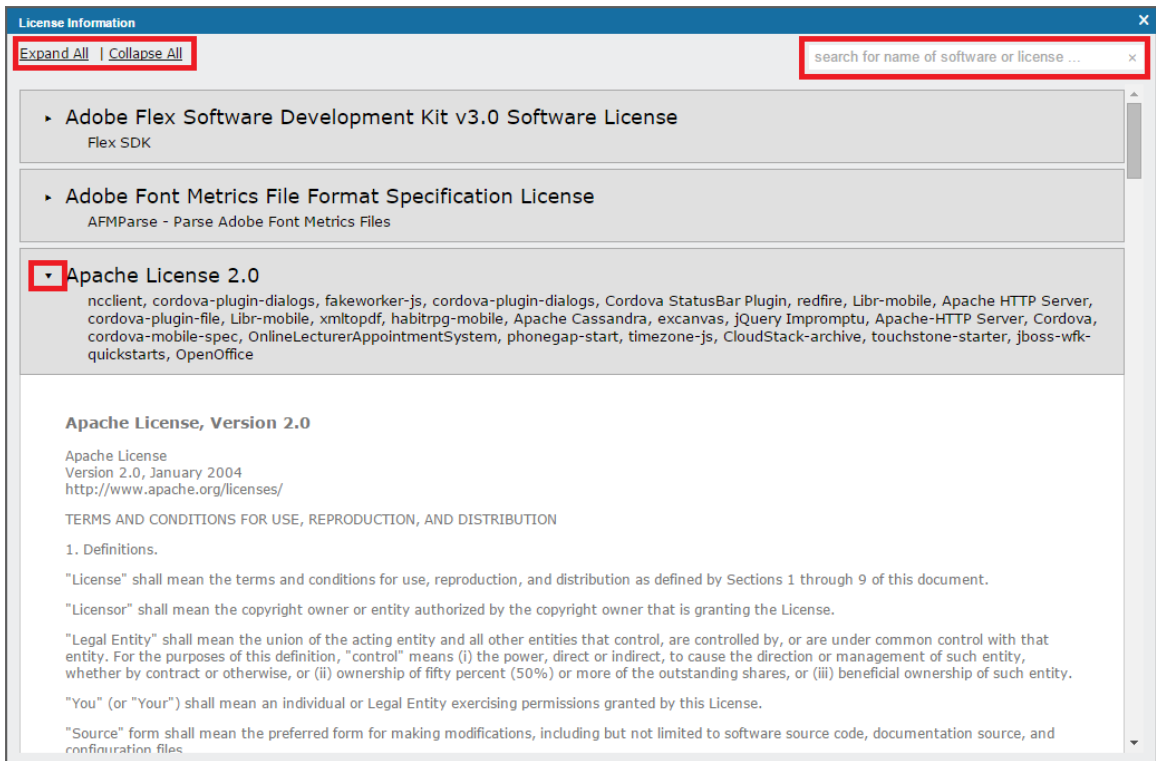 License Information X
Expand All | Collapse All
search for name of software or license ... ×
Adobe Flex Software Development Kit v3.0 Software License
Flex SDK
Adobe Font Metrics File Format Specification License
AFMParse - Parse Adobe Font Metrics Files
Apache License 2.0
ncclient, cordova-plugin-dialogs, fakeworker-js, cordova-plugin-dialogs, Cordova StatusBar Plugin, redfire, Libr-mobile, Apache HTTP Server,
cordova-plugin-file, Libr-mobile, xmltopdf, habitrpg-mobile, Apache Cassandra, excanvas, jQuery Impromptu, Apache-HTTP Server, Cordova,
cordova-mobile-spec, OnlineLecturerAppointmentSystem, phonegap-start, timezone-js, CloudStack-archive, touchstone-starter, jboss-wfk-
quickstarts, OpenOffice
Apache License, Version 2.0
Apache License
Version 2.0, January 2004
http://www.apache.org/licenses/
TERMS AND CONDITIONS FOR USE, REPRODUCTION, AND DISTRIBUTION
1. Definitions.
"License" shall mean the terms and conditions for use, reproduction, and distribution as defined by Sections 1 through 9 of this document.
"Licensor" shall mean the copyright owner or entity authorized by the copyright owner that is granting the License.
"Legal Entity" shall mean the union of the acting entity and all other entities that control, are controlled by, or are under common control with that
entity. For the purposes of this definition, "control" means (i) the power, direct or indirect, to cause the direction or management of such entity,
whether by contract or otherwise, or (ii) ownership of fifty percent (50%) or more of the outstanding shares, or (iii) beneficial ownership of such entity.
"You" (or "Your") shall mean an individual or Legal Entity exercising permissions granted by this License.
"Source" form shall mean the preferred form for making modifications, including but not limited to software source code, documentation source, and
configuration files.